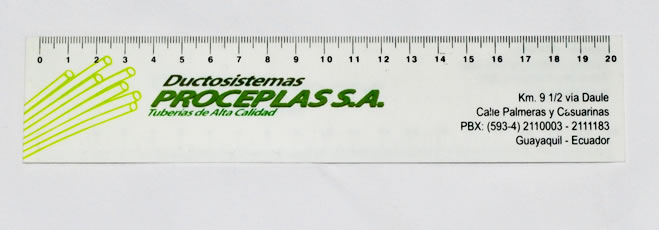 0 1 2 3 4 5 6 7 8 9 10 11 12 13 14 15 16 17 18 19 20
Ductosistemas
PROCEPLAS S.A.
Tuberías de Alta Calidad
Km. 9 1/2 vía Daule
Calle Palmeras y Casuarinas
PBX: (593-4) 2110003 - 2111183
Guayaquil - Ecuador